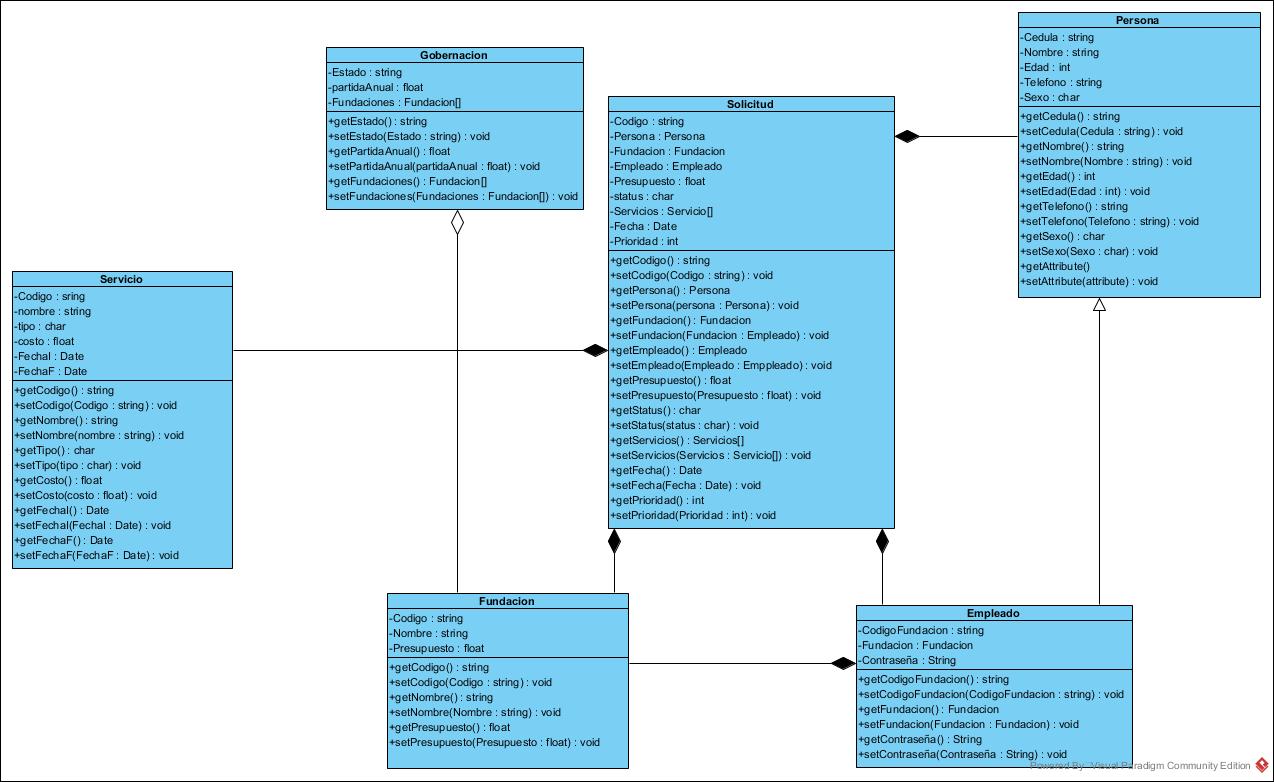 Gobernacion
-Estado : string
-partidaAnual : float
-Fundaciones : Fundacion[]
+getEstado() : string
+setEstado(Estado : string) : void
+getPartidaAnual() : float
+setPartidaAnual(partidaAnual : float) : void
+getFundaciones() : Fundacion[]
+setFundaciones(Fundaciones : Fundacion[]) : void
Solicitud
-Codigo : string
-Persona : Persona
-Fundacion : Fundacion
-Empleado : Empleado
-Presupuesto : float
-status : char
-Servicios : Servicio[]
-Fecha : Date
-Prioridad : int
+getCodigo() : string
+setCodigo(Codigo : string) : void
+getPersona() : Persona
+setPersona(persona : Persona) : void
+getFundacion() : Fundacion
+setFundacion(Fundacion : Empleado) : void
+getEmpleado() : Empleado
+setEmpleado(Empleado : Emppleado) : void
+getPresupuesto() : float
+setPresupuesto(Presupuesto : float) : void
+getStatus() : char
+setStatus(status : char) : void
+getServicios() : Servicios[]
+setServicios(Servicios : Servicio[]) : void
+getFecha() : Date
+setFecha(Fecha : Date) : void
+getPrioridad() : int
+setPrioridad(Prioridad : int) : void
Persona
-Cedula : string
-Nombre : string
-Edad : int
-Telefono : string
-Sexo : char
+getCedula() : string
+setCedula(Cedula : string) : void
+getNombre() : string
+setNombre(Nombre : string) : void
+getEdad() : int
+setEdad(Edad : int) : void
+getTelefono() : string
+setTelefono(Telefono : string) : void
+getSexo() : char
+setSexo(Sexo : char) : void
+getAttribute()
+setAttribute(attribute) : void
Servicio
-Codigo : sring
-nombre : string
-tipo : char
-costo : float
-FechaI : Date
-FechaF : Date
+getCodigo() : string
+setCodigo(Codigo : string) : void
+getNombre() : string
+setNombre(nombre : string) : void
+getTipo() : char
+setTipo(tipo : char) : void
+getCosto() : float
+setCosto(costo : float) : void
+getFechaI() : Date
+setFechaI(FechaI : Date) : void
+getFechaF() : Date
+setFechaF(FechaF : Date) : void
Fundacion
-Codigo : string
-Nombre : string
-Presupuesto : float
+getCodigo() : string
+setCodigo(Codigo : string) : void
+getNombre() : string
+setNombre(Nombre : string) : void
+getPresupuesto() : float
+setPresupuesto(Presupuesto : float) : void
Empleado
-CodigoFundacion : string
-Fundacion : Fundacion
-Contraseña : String
+getCodigoFundacion() : string
+setCodigoFundacion(CodigoFundacion : string) : void
+getFundacion() : Fundacion
+setFundacion(Fundacion : Fundacion) : void
+getContraseña() : String
+setContraseña(Contraseña : String) : void
Powered By Visual Paradigm Community Edition